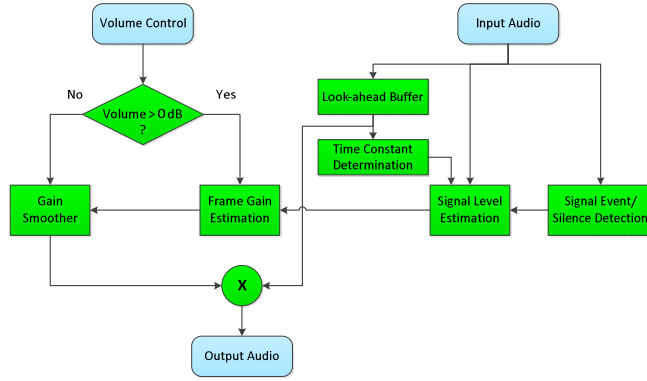 Volume Control
Input Audio
No
Yes
Volume > 0 dB
?
Look-ahead Buffer
Time Constant
Determination
Gain
Smoother
Frame Gain
Estimation
Signal Level
Estimation
Signal Event/
Silence Detection
X
Output Audio